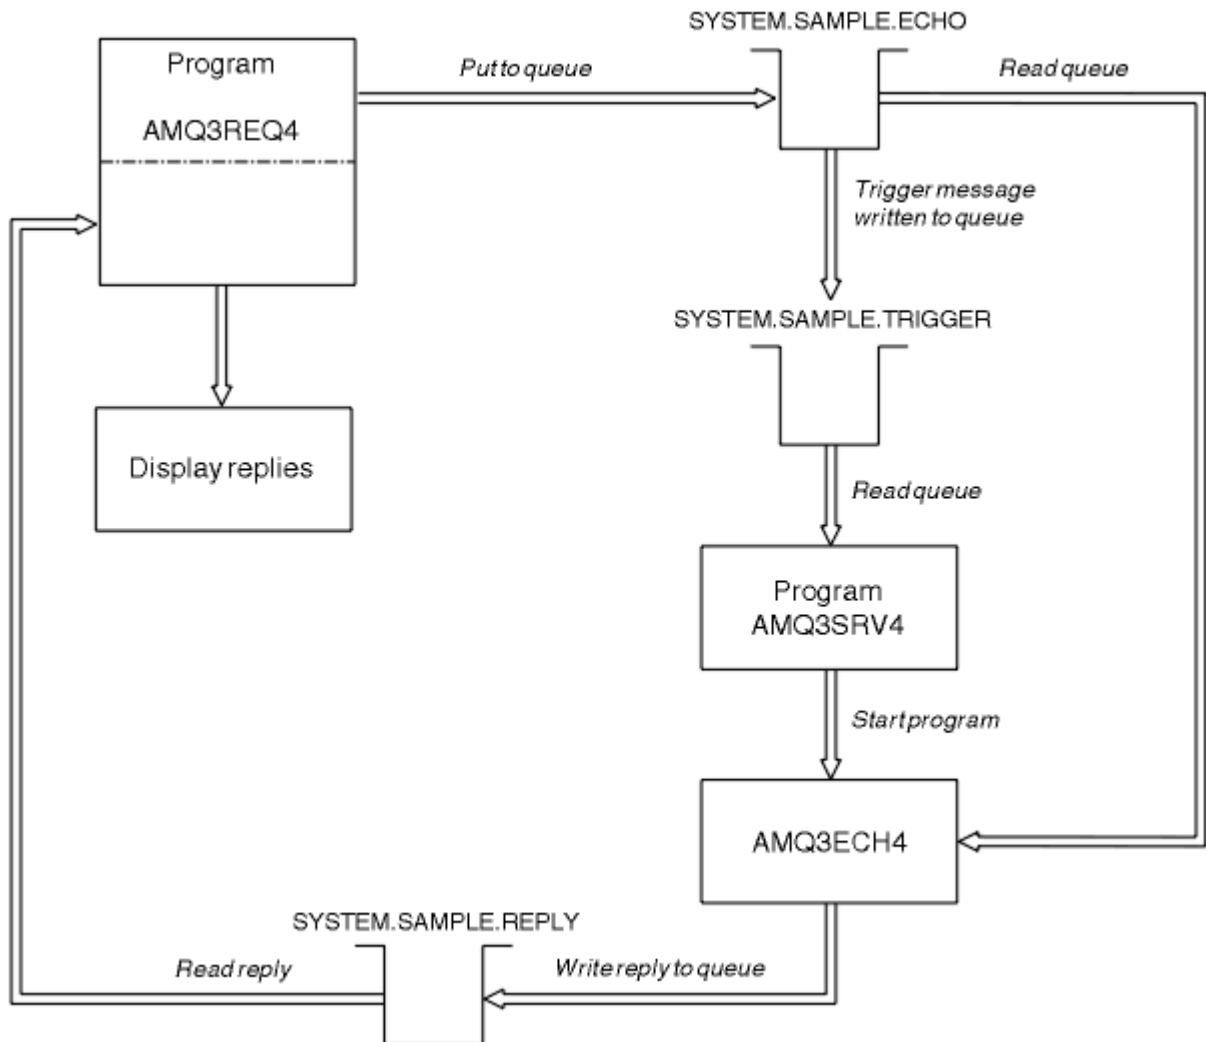 SYSTEM.SAMPLE.ECHO
Program
AMQ3REQ4
Put to queue
Read queue
Trigger message
written to queue
SYSTEM.SAMPLE.TRIGGER
Display replies
Read queue
Program
AMQ3SRV4
Start program
AMQ3ECH4
SYSTEM.SAMPLE.REPLY
Read reply
Write reply to queue